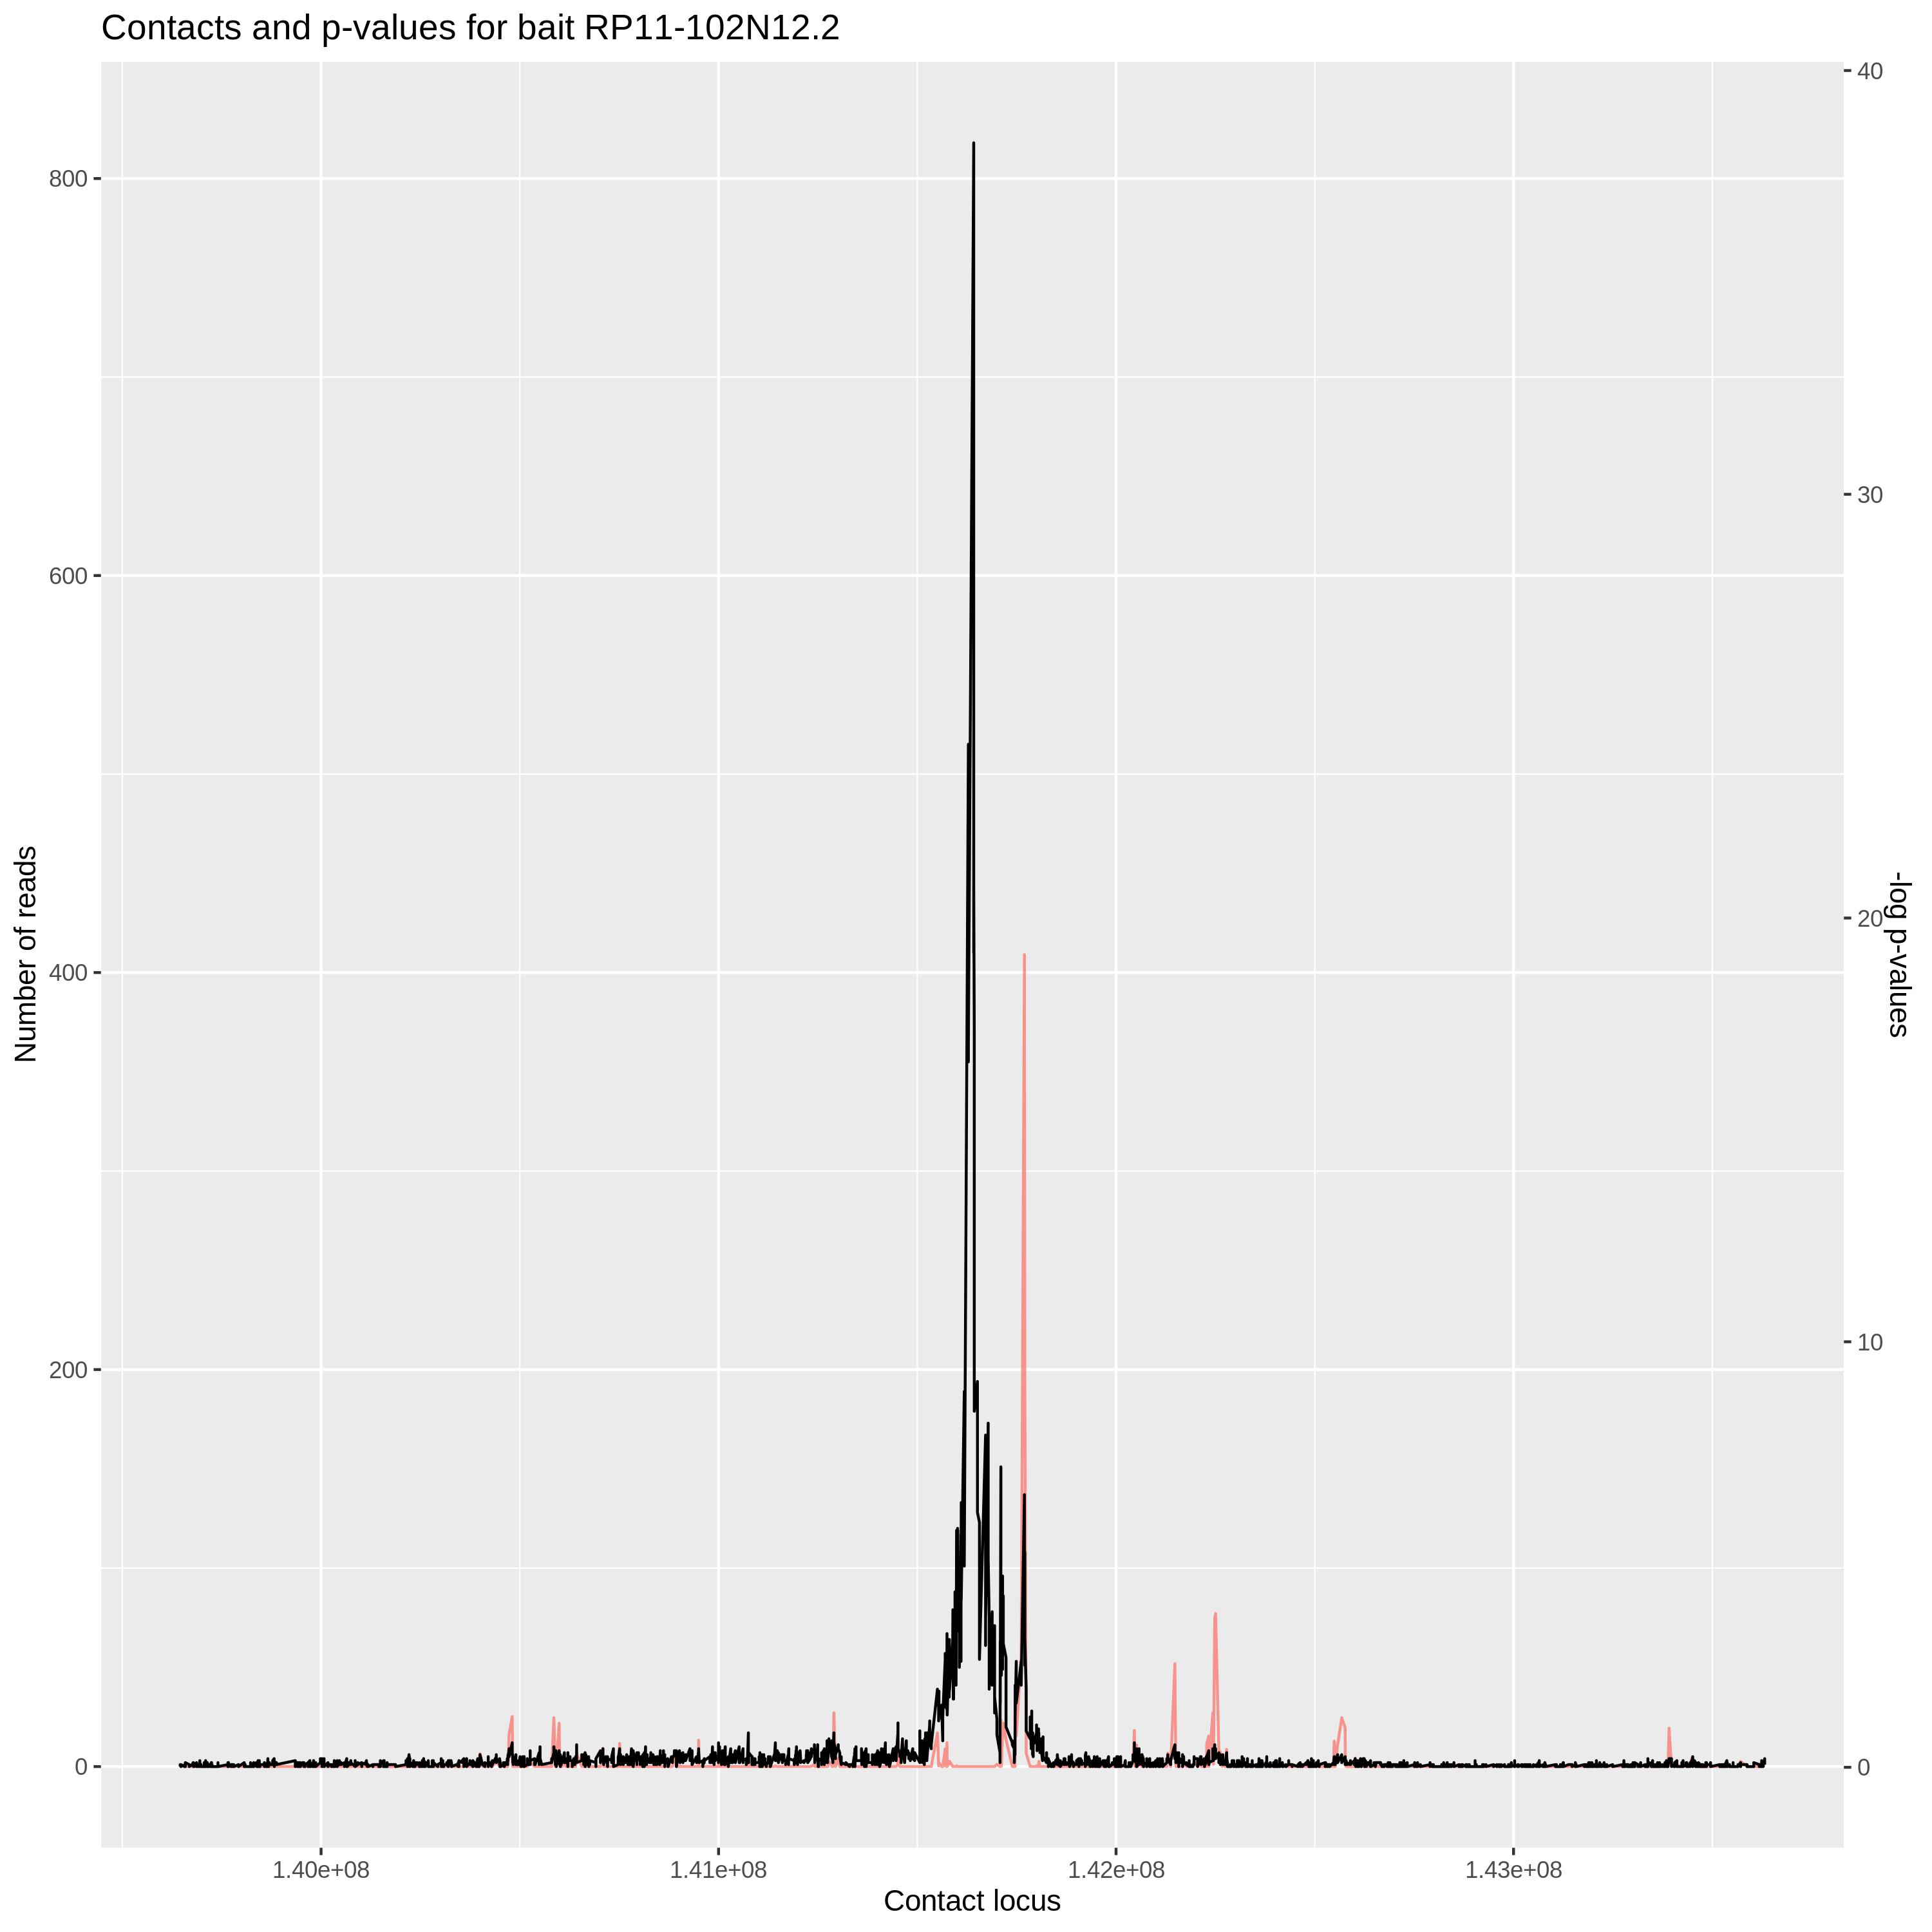 Contacts and p-values for bait RP11-102N12.2
40
800
30
600
Number of reads
-log p-values
20
400
10
200
0
0
1.40e+08
1.41e+08
1.42e+08
1.43e+08
Contact locus